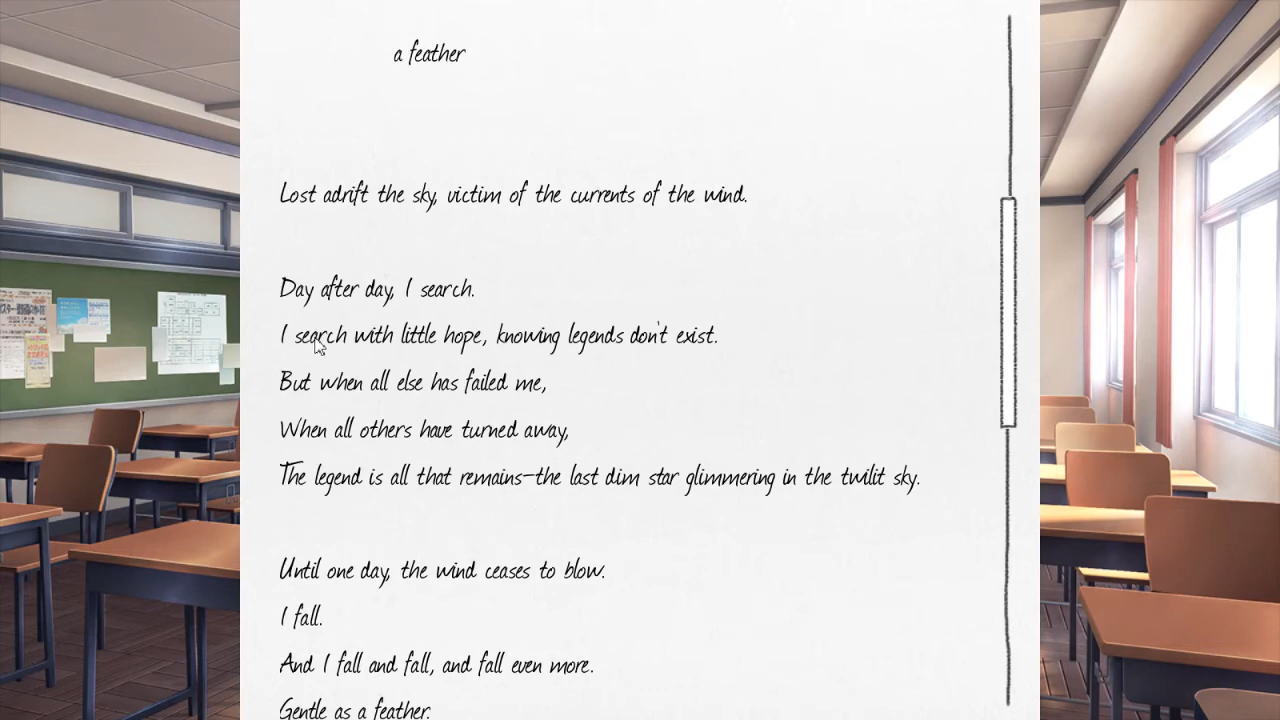 a feather
Lost adrift the sky, victim of the currents of the wind.
Day after day, I search.
I search with little hope, knowing legends don't exist.
But when all else has failed me,
When all others have turned away,
The legend is all that remains—the last dim star glimmering in the twilit sky.
Until one day, the wind ceases to blow.
I fall.
And I fall and fall, and fall even more.
Gentle as a feather.